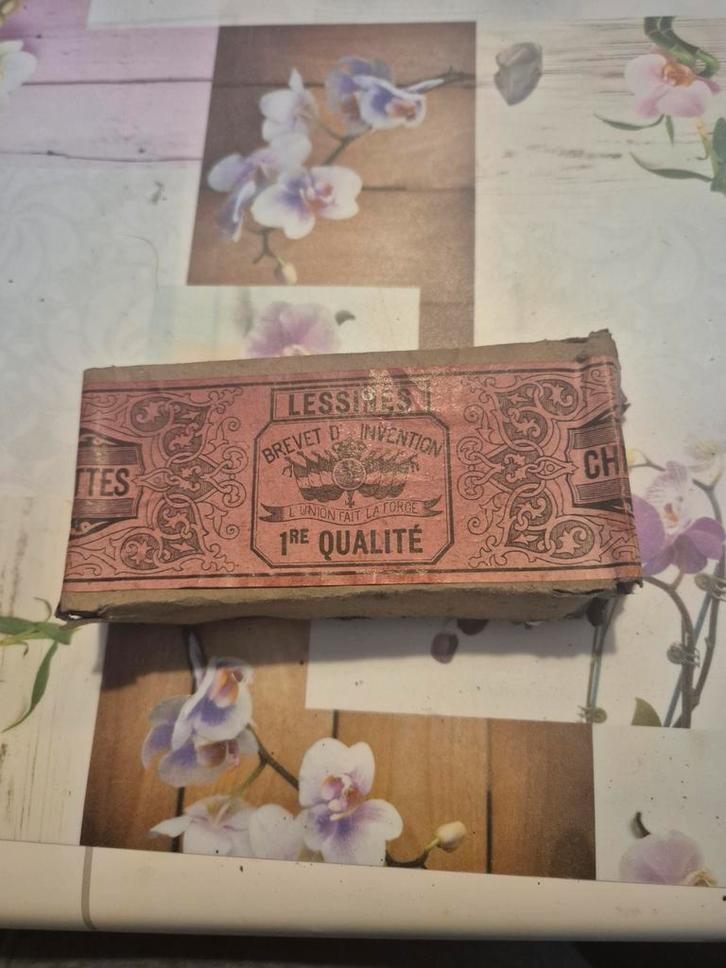 LESSINES
BREVET D'INVENTION
L'UNION FAIT LA FORCE
1RE QUALITÉ
TTES
CH